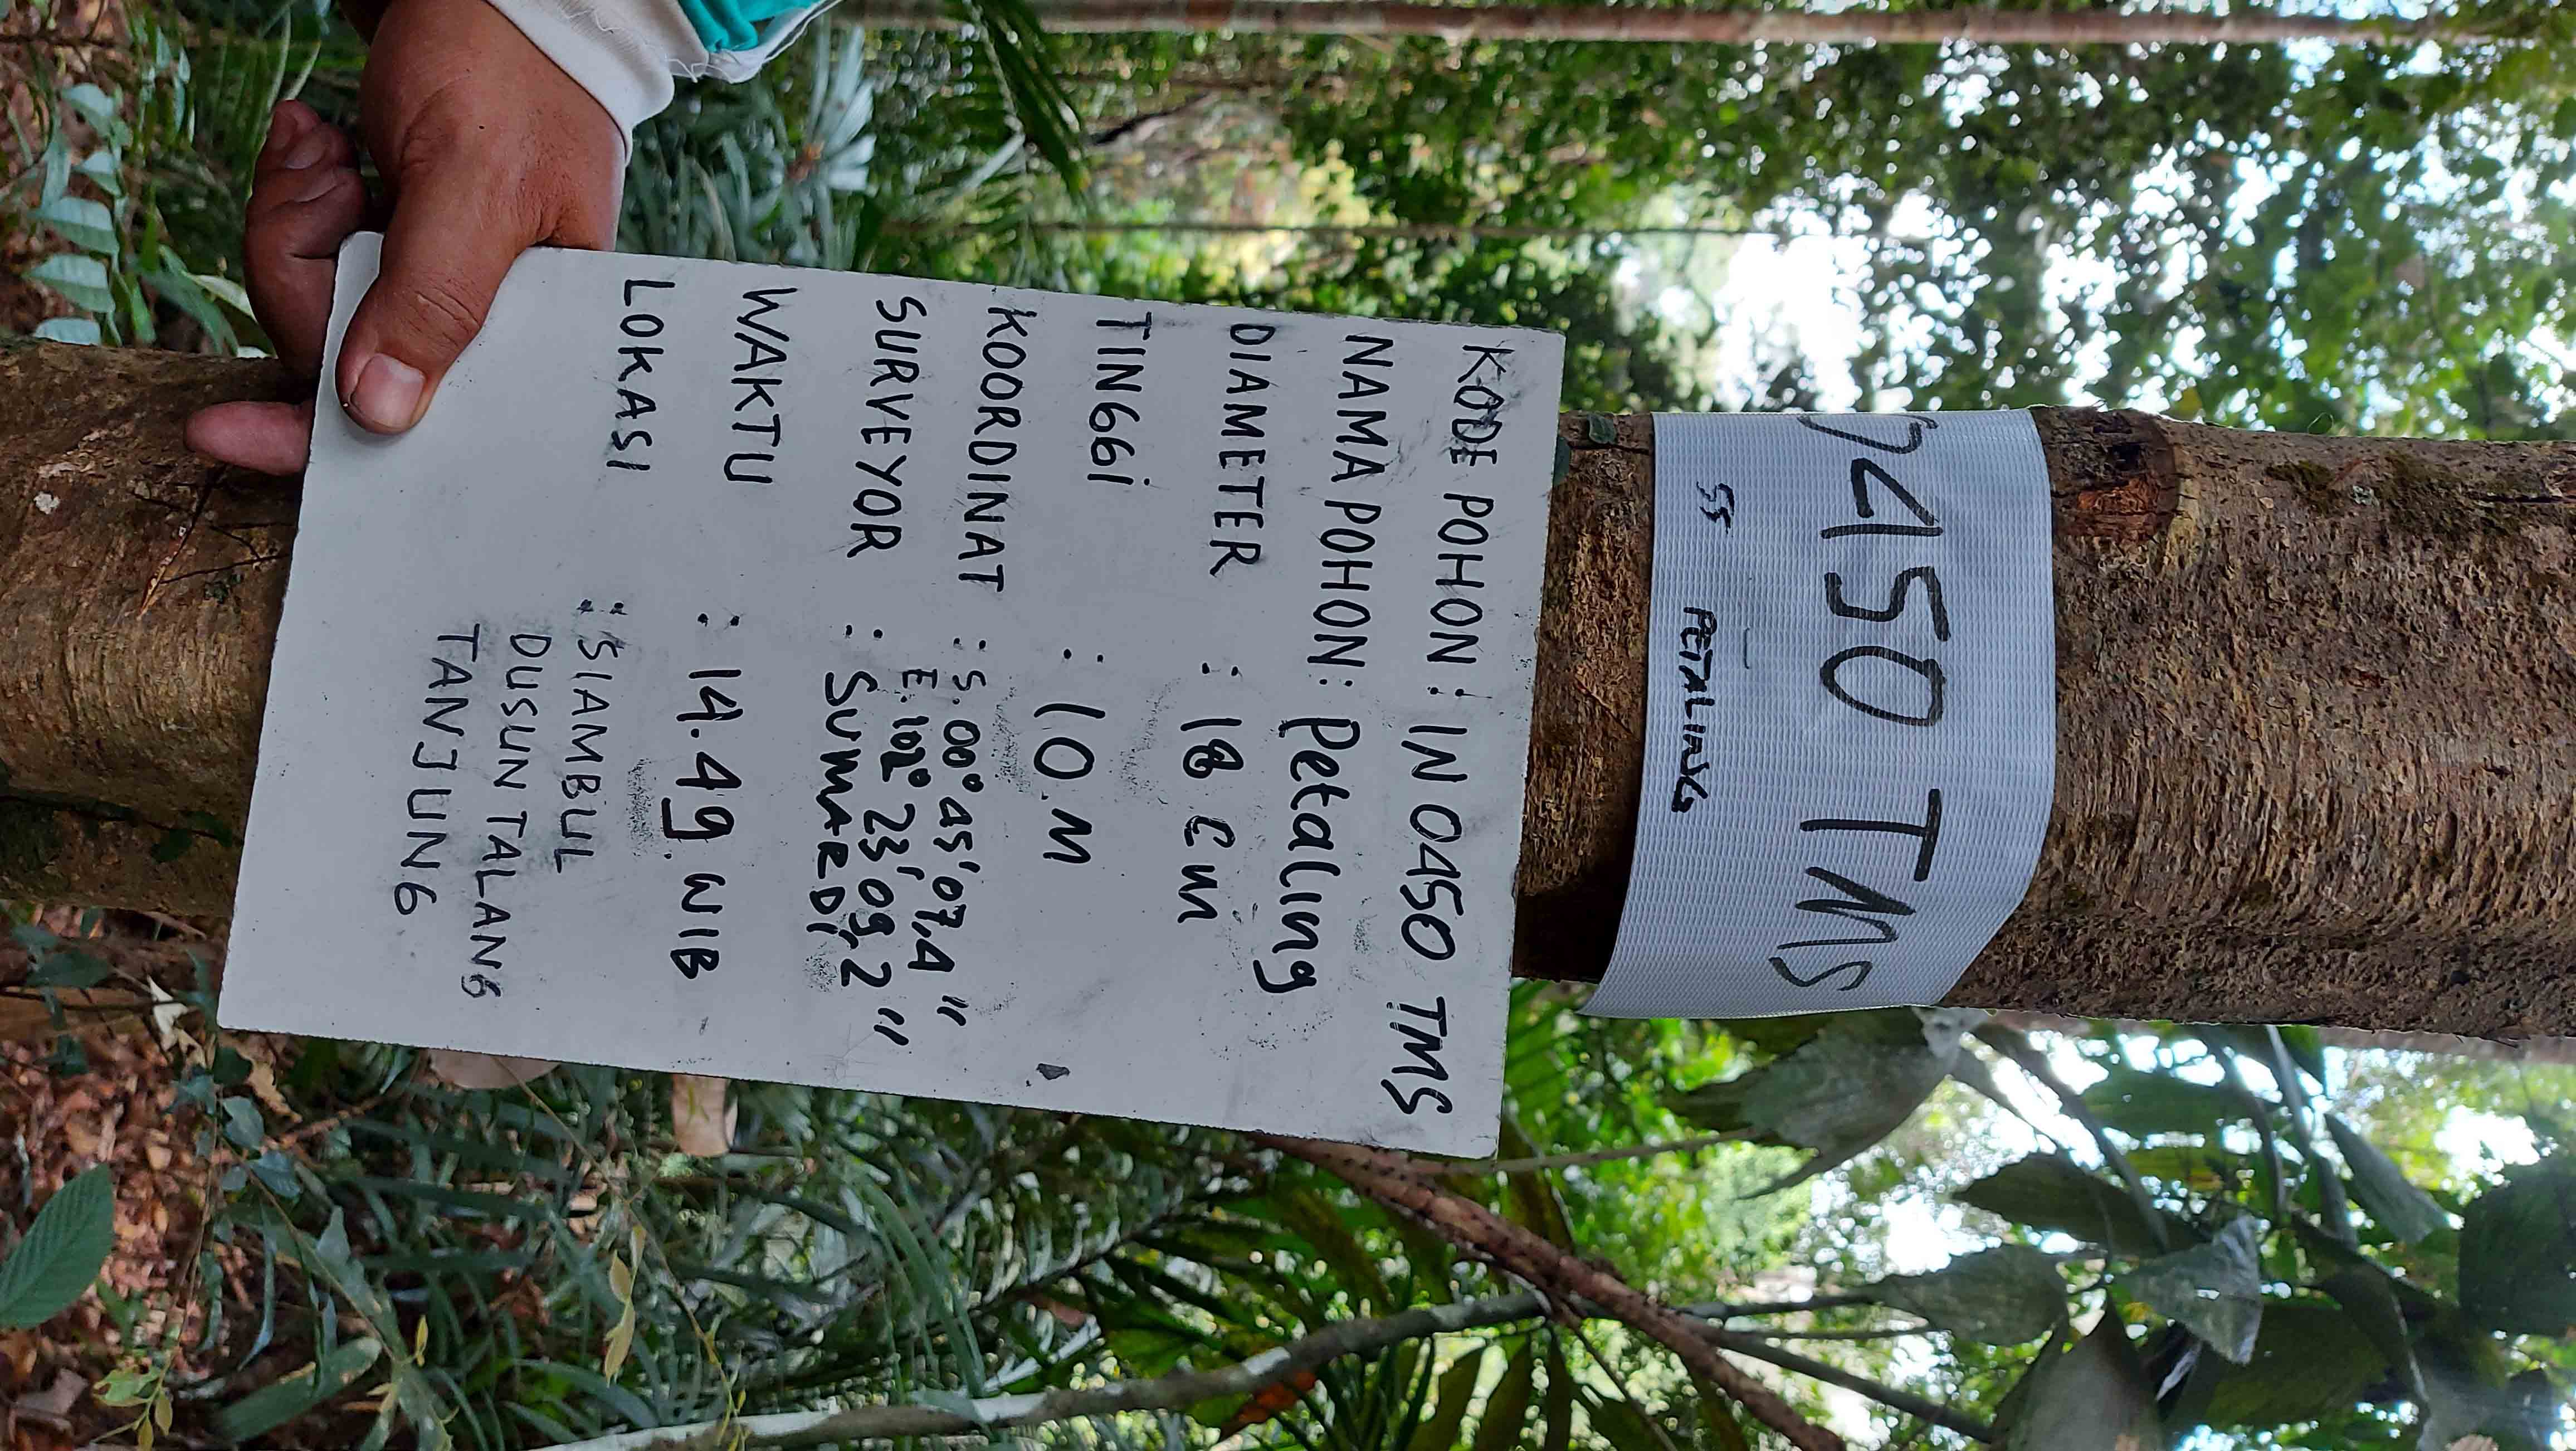 0450 TMS
55 PETALING
KODE POHON : IN 0450 TMS
NAMA POHON : Petaling
DIAMETER : 18 cm
TINGGi : 10.M
KOORDINAT : S.00° 45' 07,4"
E.102° 23' 09,2"
SURVEYOR : SUMAEDi
WAKTU : 14.49.WIB
LOKASI : SIAMBUL
DUSUN TALANG
TANJUNG